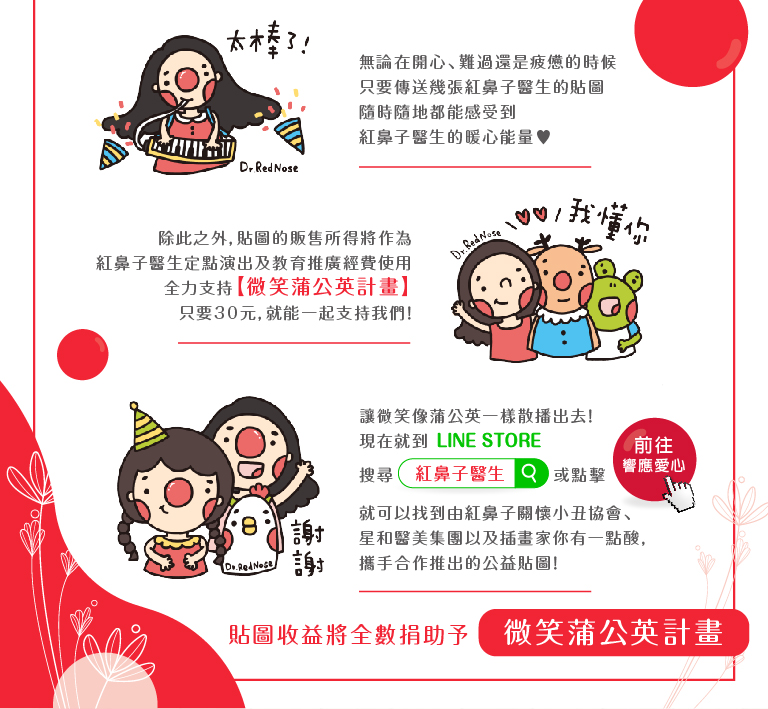 太棒了!
Dr.RedNose
無論在開心、難過還是疲憊的時候
只要傳送幾張紅鼻子醫生的貼圖
隨時隨地都能感受到
紅鼻子醫生的暖心能量♥
除此之外,貼圖的販售所得將作為
紅鼻子醫生定點演出及教育推廣經費使用
全力支持【微笑蒲公英計畫】
只要30元,就能一起支持我們!
Dr.RedNose
我懂你
謝謝
Dr.RedNose
讓微笑像蒲公英一樣散播出去!
現在就到 LINE STORE
搜尋 紅鼻子醫生 或點擊
前往
響應愛心
就可以找到由紅鼻子關懷小丑協會、
星和醫美集團以及插畫家你有一點酸,
攜手合作推出的公益貼圖!
貼圖收益將全數捐助予 微笑蒲公英計畫